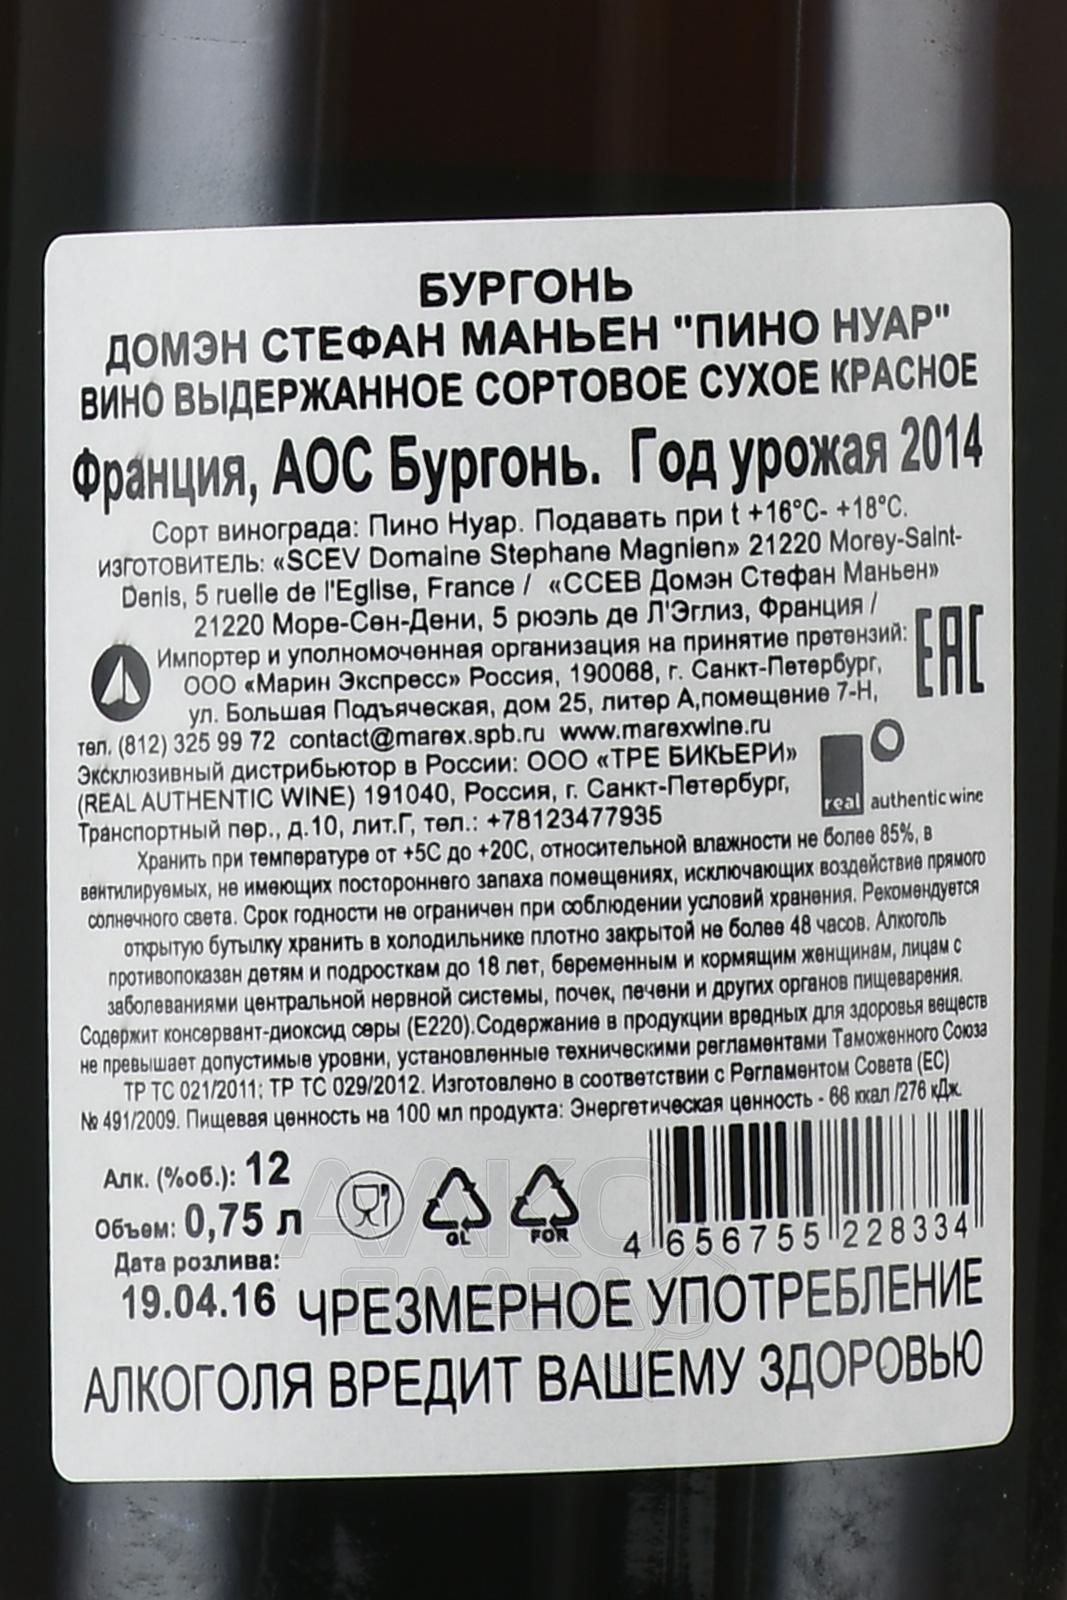 БУРГОНЬ
ДОМЭН СТЕФАН МАНЬЕН "ПИНО НУАР"
ВИНО ВЫДЕРЖАННОЕ СОРТОВОЕ СУХОЕ КРАСНОЕ
Франция, АОС Бургонь. Год урожая 2014
Сорт винограда: Пино Нуар. Подавать при t +16°С- +18°С.
ИЗГОТОВИТЕЛЬ: «SCEV Domaine Stephane Magnien» 21220 Morey-Saint-
Denis, 5 ruelle de l'Eglise, France / «ССЕВ Домэн Стефан Маньен»
21220 Море-Сен-Дени, 5 рюэль де Л'Эглиз, Франция /
Импортер и уполномоченная организация на принятие претензий:
ООО «Марин Экспресс» Россия, 190068, г. Санкт-Петербург,
ул. Большая Подъяческая, дом 25, литер А,помещение 7-Н,
тел. (812) 325 99 72 contact@marex.spb.ru www.marexwine.ru
EAC
Эксклюзивный дистрибьютор в России: ООО «ТРЕ БИКЬЕРИ»
(REAL AUTHENTIC WINE) 191040, Россия, г. Санкт-Петербург,
Транспортный пер., д.10, лит.Г, тел.: +78123477935
real authentic wine
Хранить при температуре от +5С до +20С, относительной влажности не более 85%, в
вентилируемых, не имеющих постороннего запаха помещениях, исключающих воздействие прямого
солнечного света. Срок годности не ограничен при соблюдении условий хранения. Рекомендуется
открытую бутылку хранить в холодильнике плотно закрытой не более 48 часов. Алкоголь
противопоказан детям и подросткам до 18 лет, беременным и кормящим женщинам, лицам с
заболеваниями центральной нервной системы, почек, печени и других органов пищеварения.
Содержит консервант-диоксид серы (Е220).Содержание в продукции вредных для здоровья веществ
не превышает допустимые уровни, установленные техническими регламентами Таможенного Союза
ТР ТС 021/2011; ТР ТС 029/2012. Изготовлено в соответствии с Регламентом Совета (ЕС)
№ 491/2009. Пищевая ценность на 100 мл продукта: Энергетическая ценность - 66 ккал /276 кДж.
Алк. (%об.): 12
Объем: 0,75 л
GL
FOR
4 656755 228334
Дата розлива:
19.04.16
ЧРЕЗМЕРНОЕ УПОТРЕБЛЕНИЕ
АЛКОГОЛЯ ВРЕДИТ ВАШЕМУ ЗДОРОВЬЮ